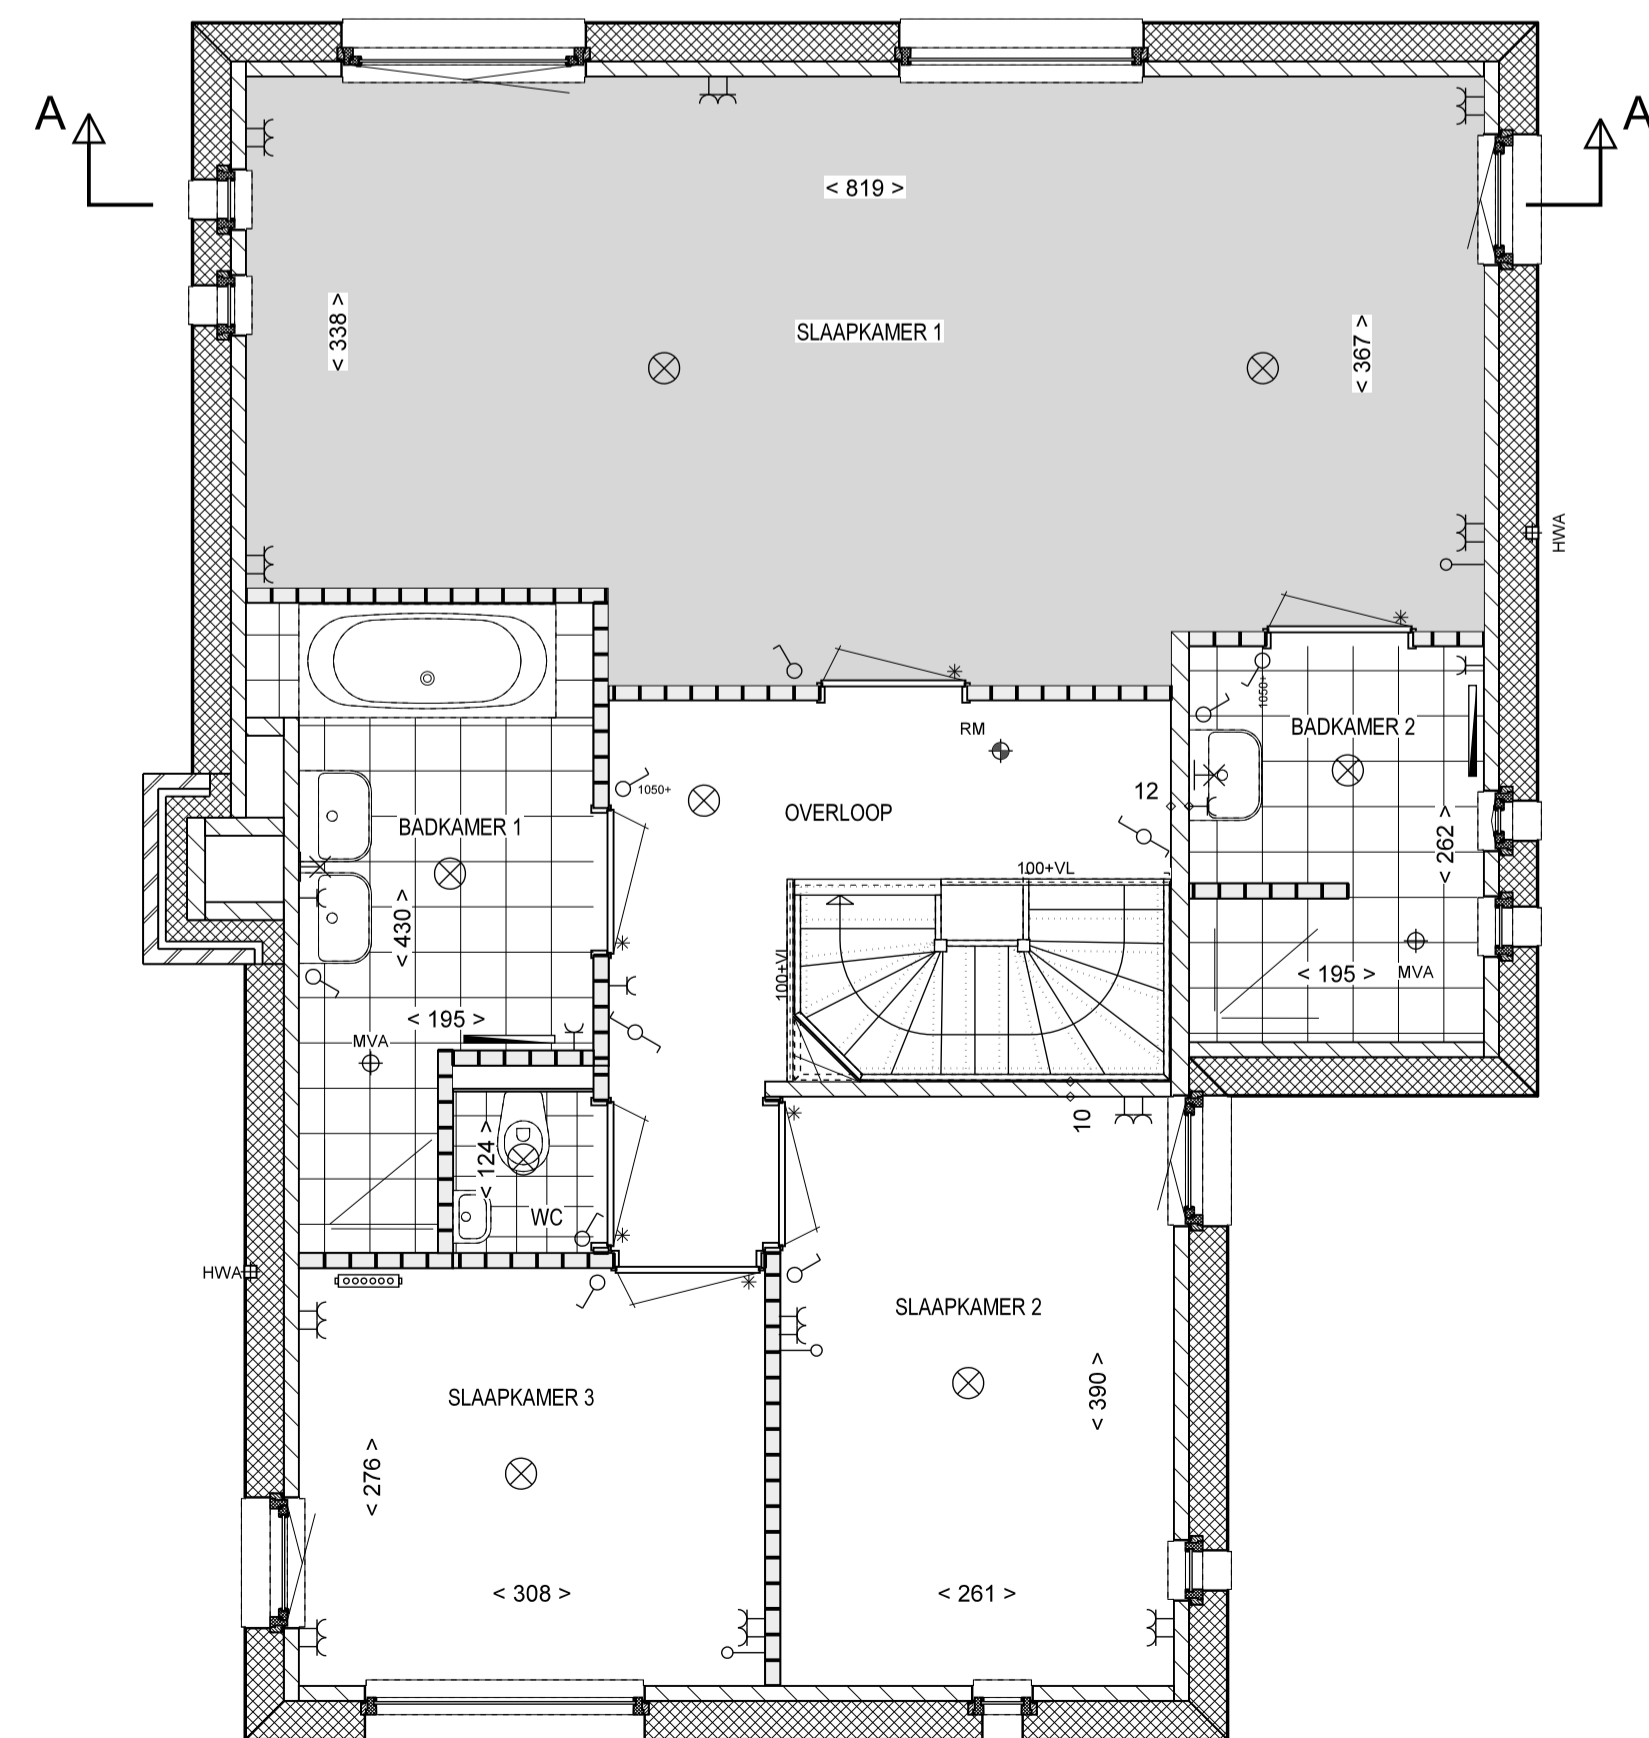 A
A
< 819 >
< 338 >
SLAAPKAMER 1
< 367 >
HWA
RM
1050+
BADKAMER 2
1050+
12
OVERLOOP
BADKAMER 1
< 262 >
100+VL
< 430 >
100+VL
< 195 >
MVA
< 195 >
MVA
10
< 124 >
WC
HWA
SLAAPKAMER 2
SLAAPKAMER 3
< 390 >
< 276 >
< 308 >
< 261 >